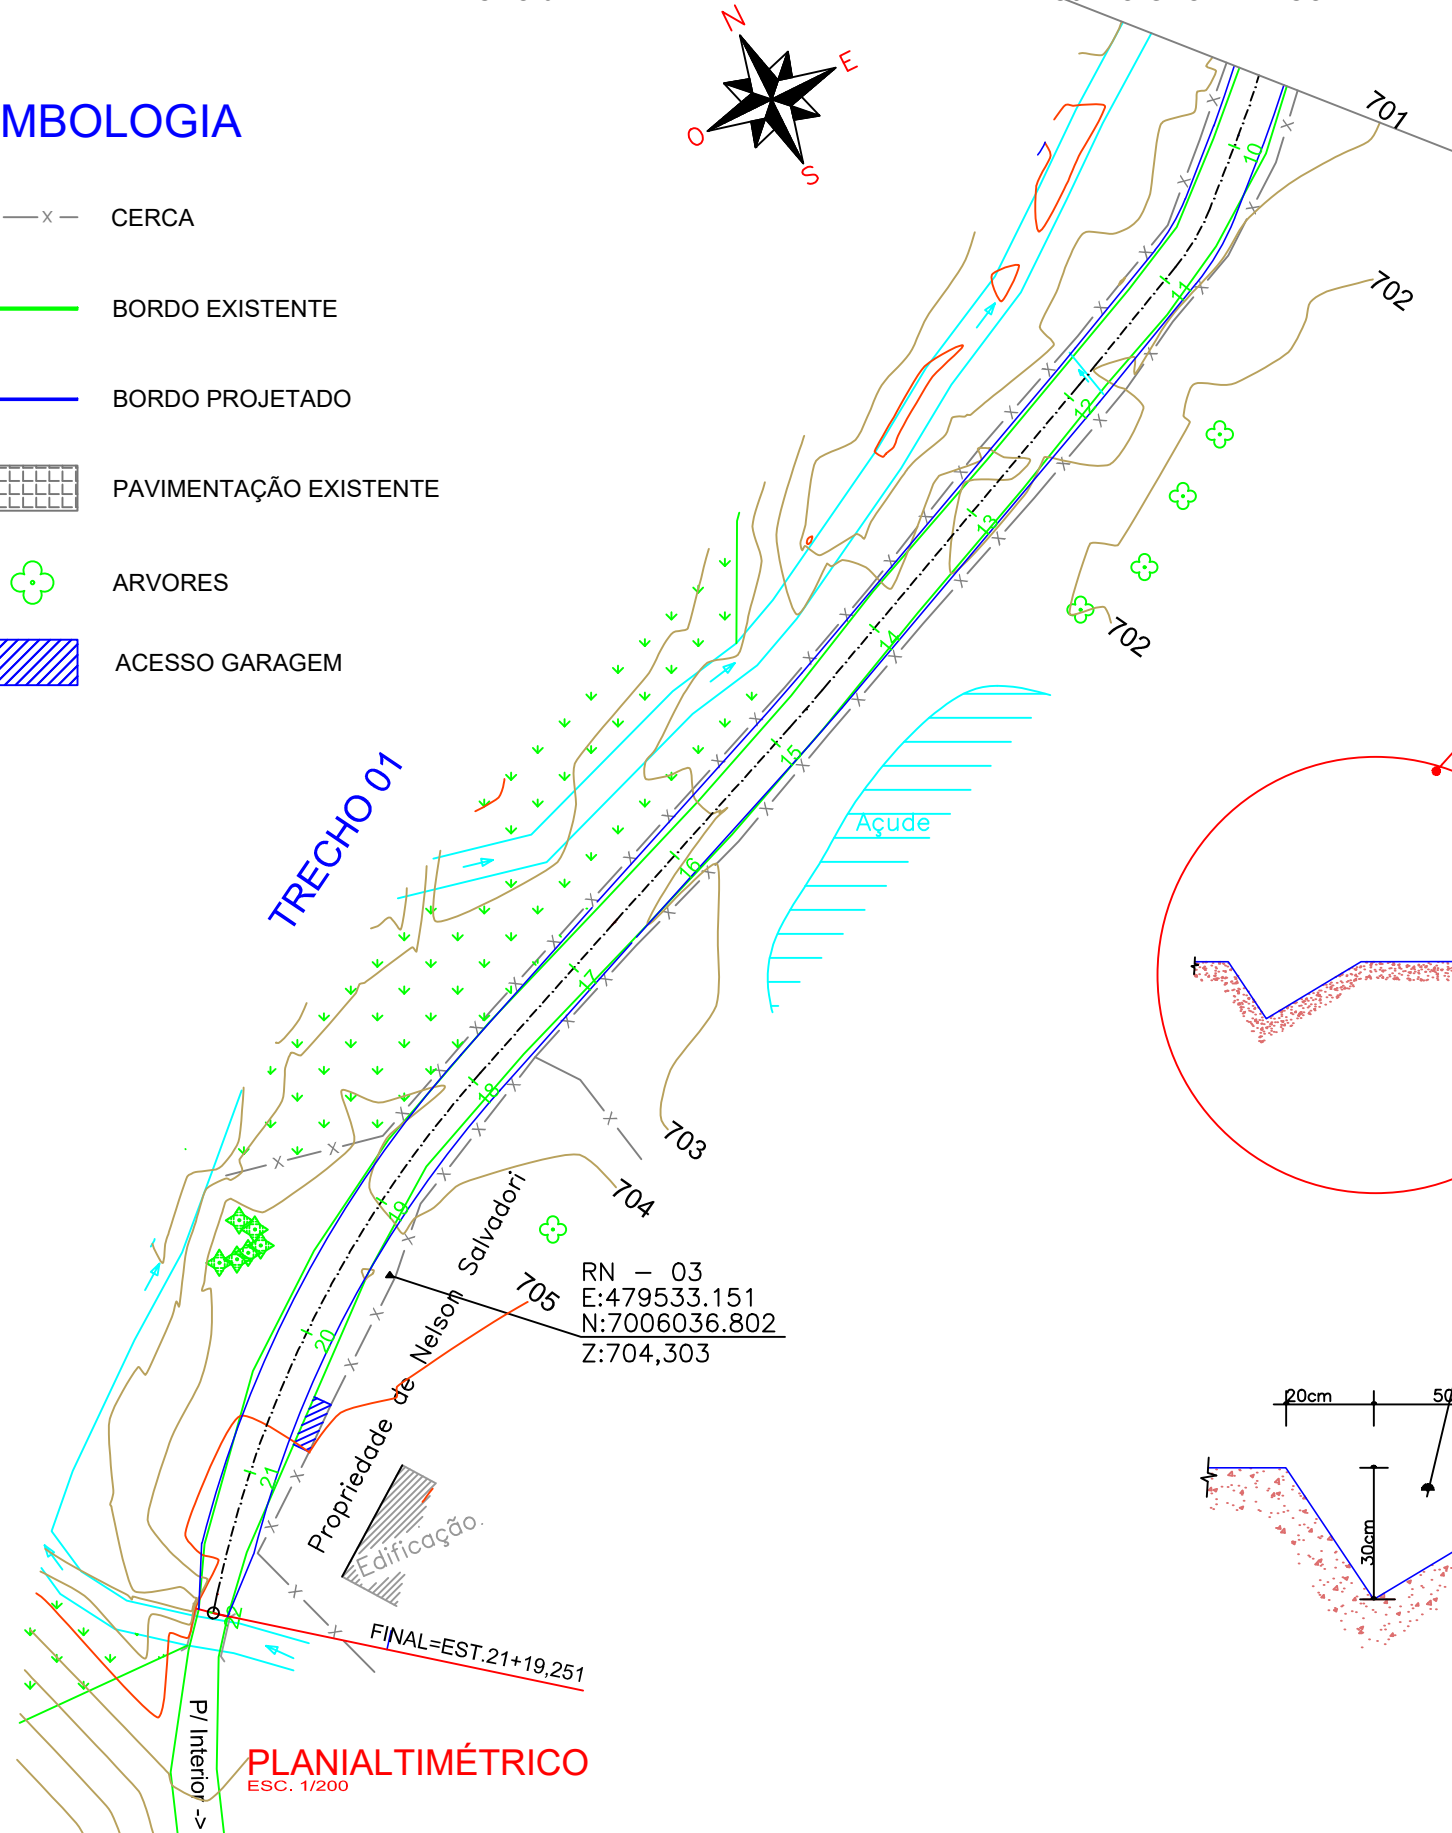 N
E
O
S
MBOLOGIA
x
CERCA
BORDO EXISTENTE
BORDO PROJETADO
PAVIMENTAÇÃO EXISTENTE
ARVORES
ACESSO GARAGEM
701
10
702
11
12
13
14
702
15
TRECHO 01
Açude
16
17
18
703
704
19
Propriedade de Nelson Salvadori
705
RN - 03
E:479533.151
N:7006036.802
Z:704,303
20
21
Edificação.
22
FINAL=EST.21+19,251
P/ Interior ->
PLANIALTIMÉTRICO
ESC. 1/200
20cm
50
30cm